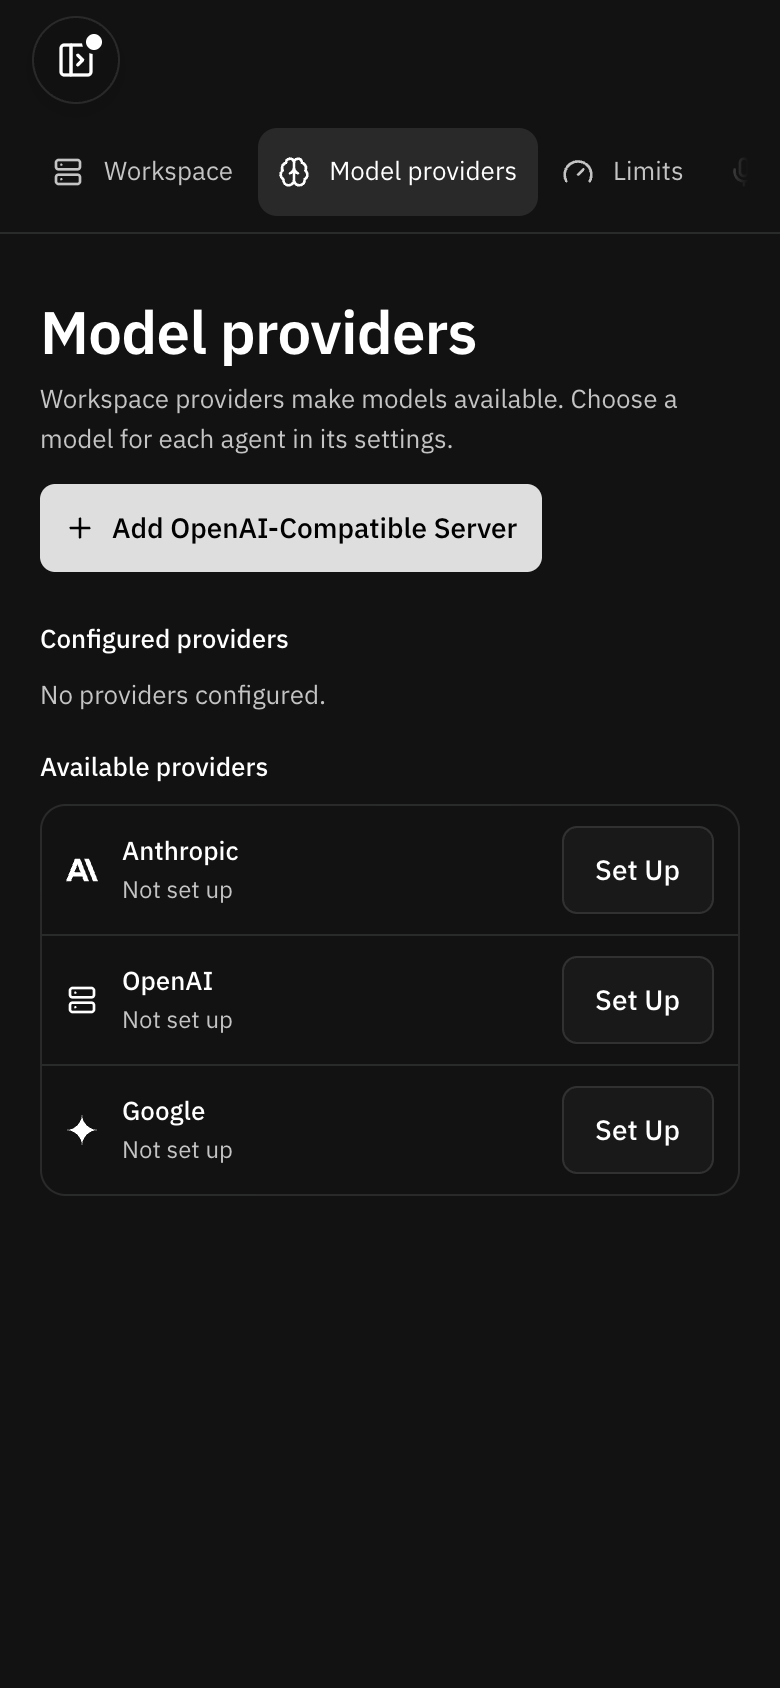 Workspace
Model providers
Limits
Model providers
Workspace providers make models available. Choose a
model for each agent in its settings.
Add OpenAI-Compatible Server
Configured providers
No providers configured.
Available providers
Anthropic
Not set up
Set Up
OpenAI
Not set up
Set Up
Google
Not set up
Set Up